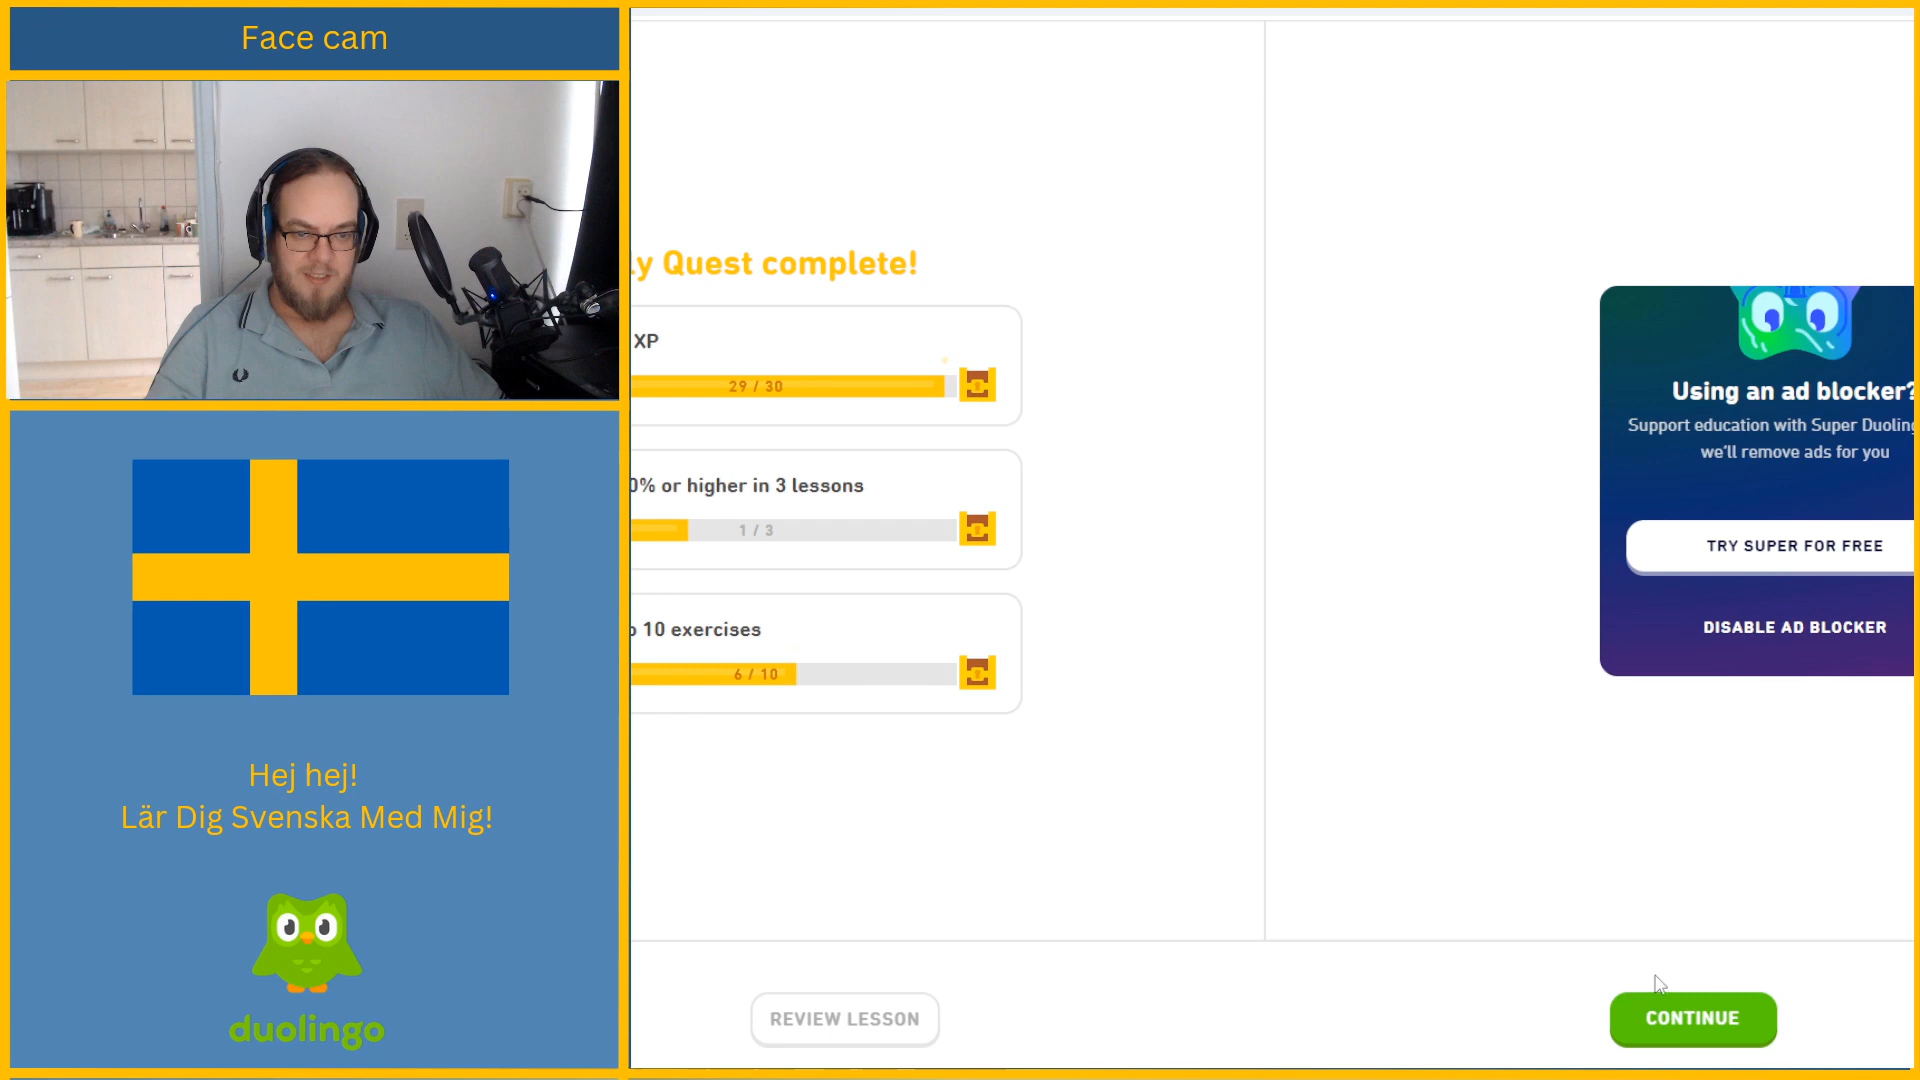 Face cam
Hej hej!
Lär Dig Svenska Med Mig!
duolingo
Quest complete!
XP
29 / 30
or higher in 3 lessons
1 / 3
10 exercises
6 / 10
REVIEW LESSON
Using an ad blocker?
Support education with Super
we'll remove ads for you
TRY SUPER FOR FREE
DISABLE AD BLOCKER
CONTINUE